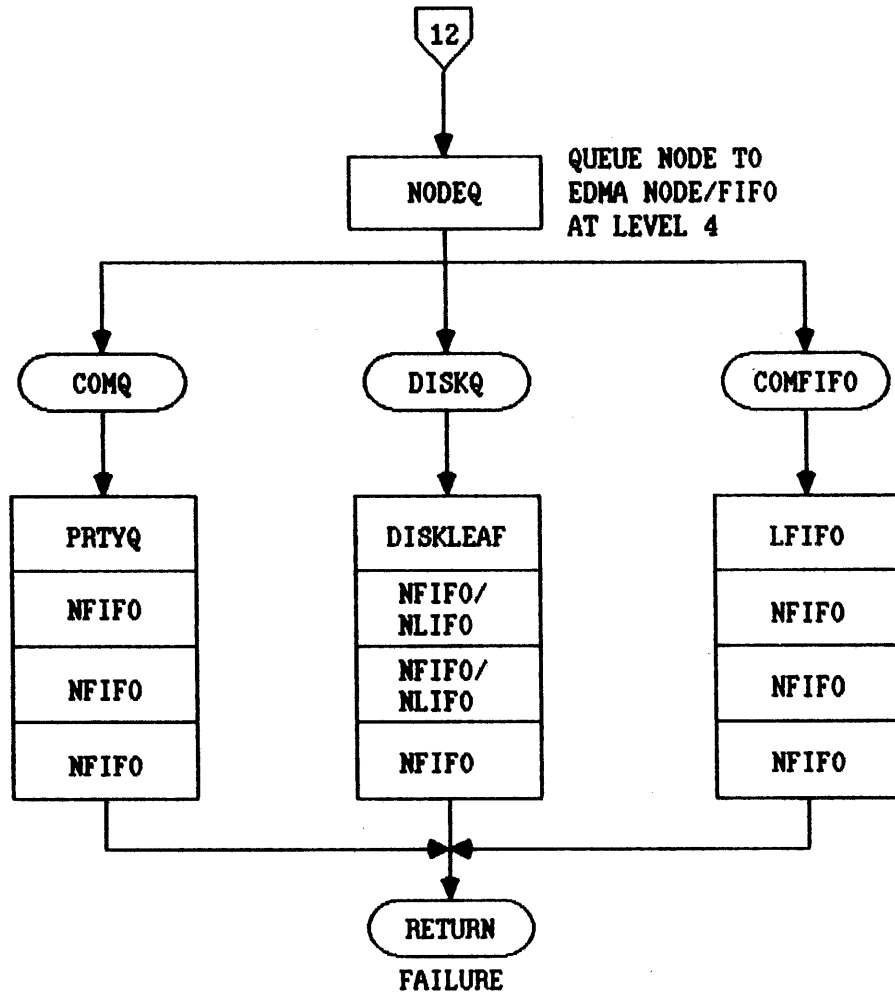 12
NODEQ
QUEUE NODE TO
EDMA NODE/FIFO
AT LEVEL 4
COMQ
DISKQ
COMFIFO
PRTYQ
DISKLEAF
LFIFO
NFIFO
NFIFO/
NLIFO
NFIFO
NFIFO
NFIFO/
NLIFO
NFIFO
NFIFO
NFIFO
NFIFO
RETURN
FAILURE